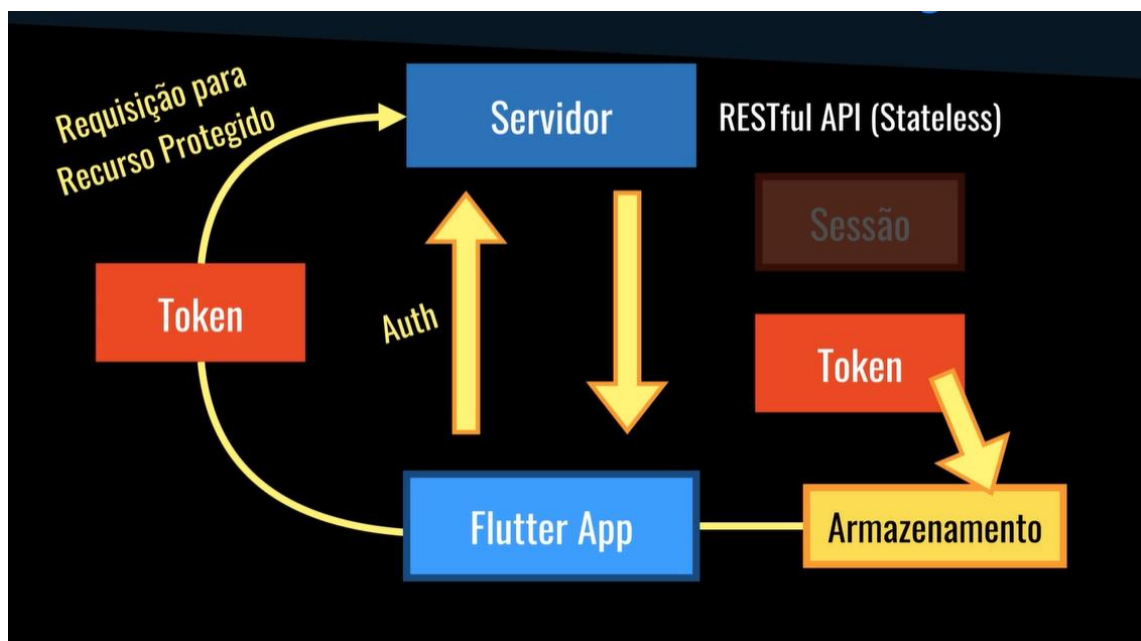 Requisição para
Recurso Protegido
Servidor
RESTful API (Stateless)
Sessão
Token
Auth
Token
Flutter App
Armazenamento